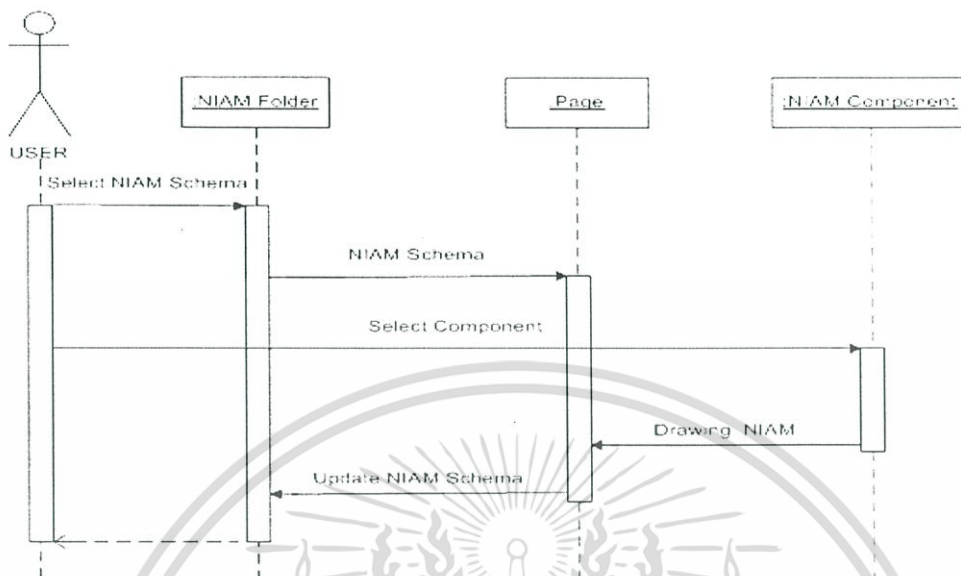 :NIAM Folder
:Page
:NIAM Component
USER
Select NIAM Schema
NIAM Schema
Select Component
Drawing NIAM
Update NIAM Schema